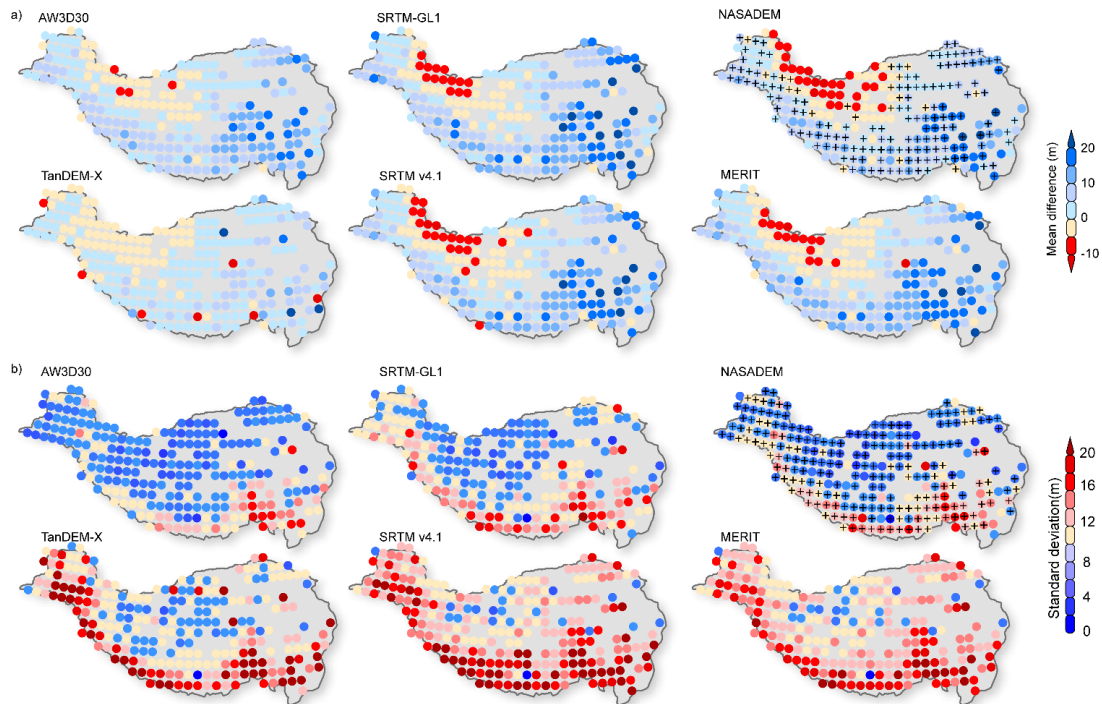 a)
AW3D30
SRTM-GL1
NASADEM
TanDEM-X
SRTM v4.1
MERIT
20
10
0
-10
Mean difference (m)
b)
AW3D30
SRTM-GL1
NASADEM
TanDEM-X
SRTM v4.1
MERIT
20
16
12
8
4
0
Standard deviation(m)